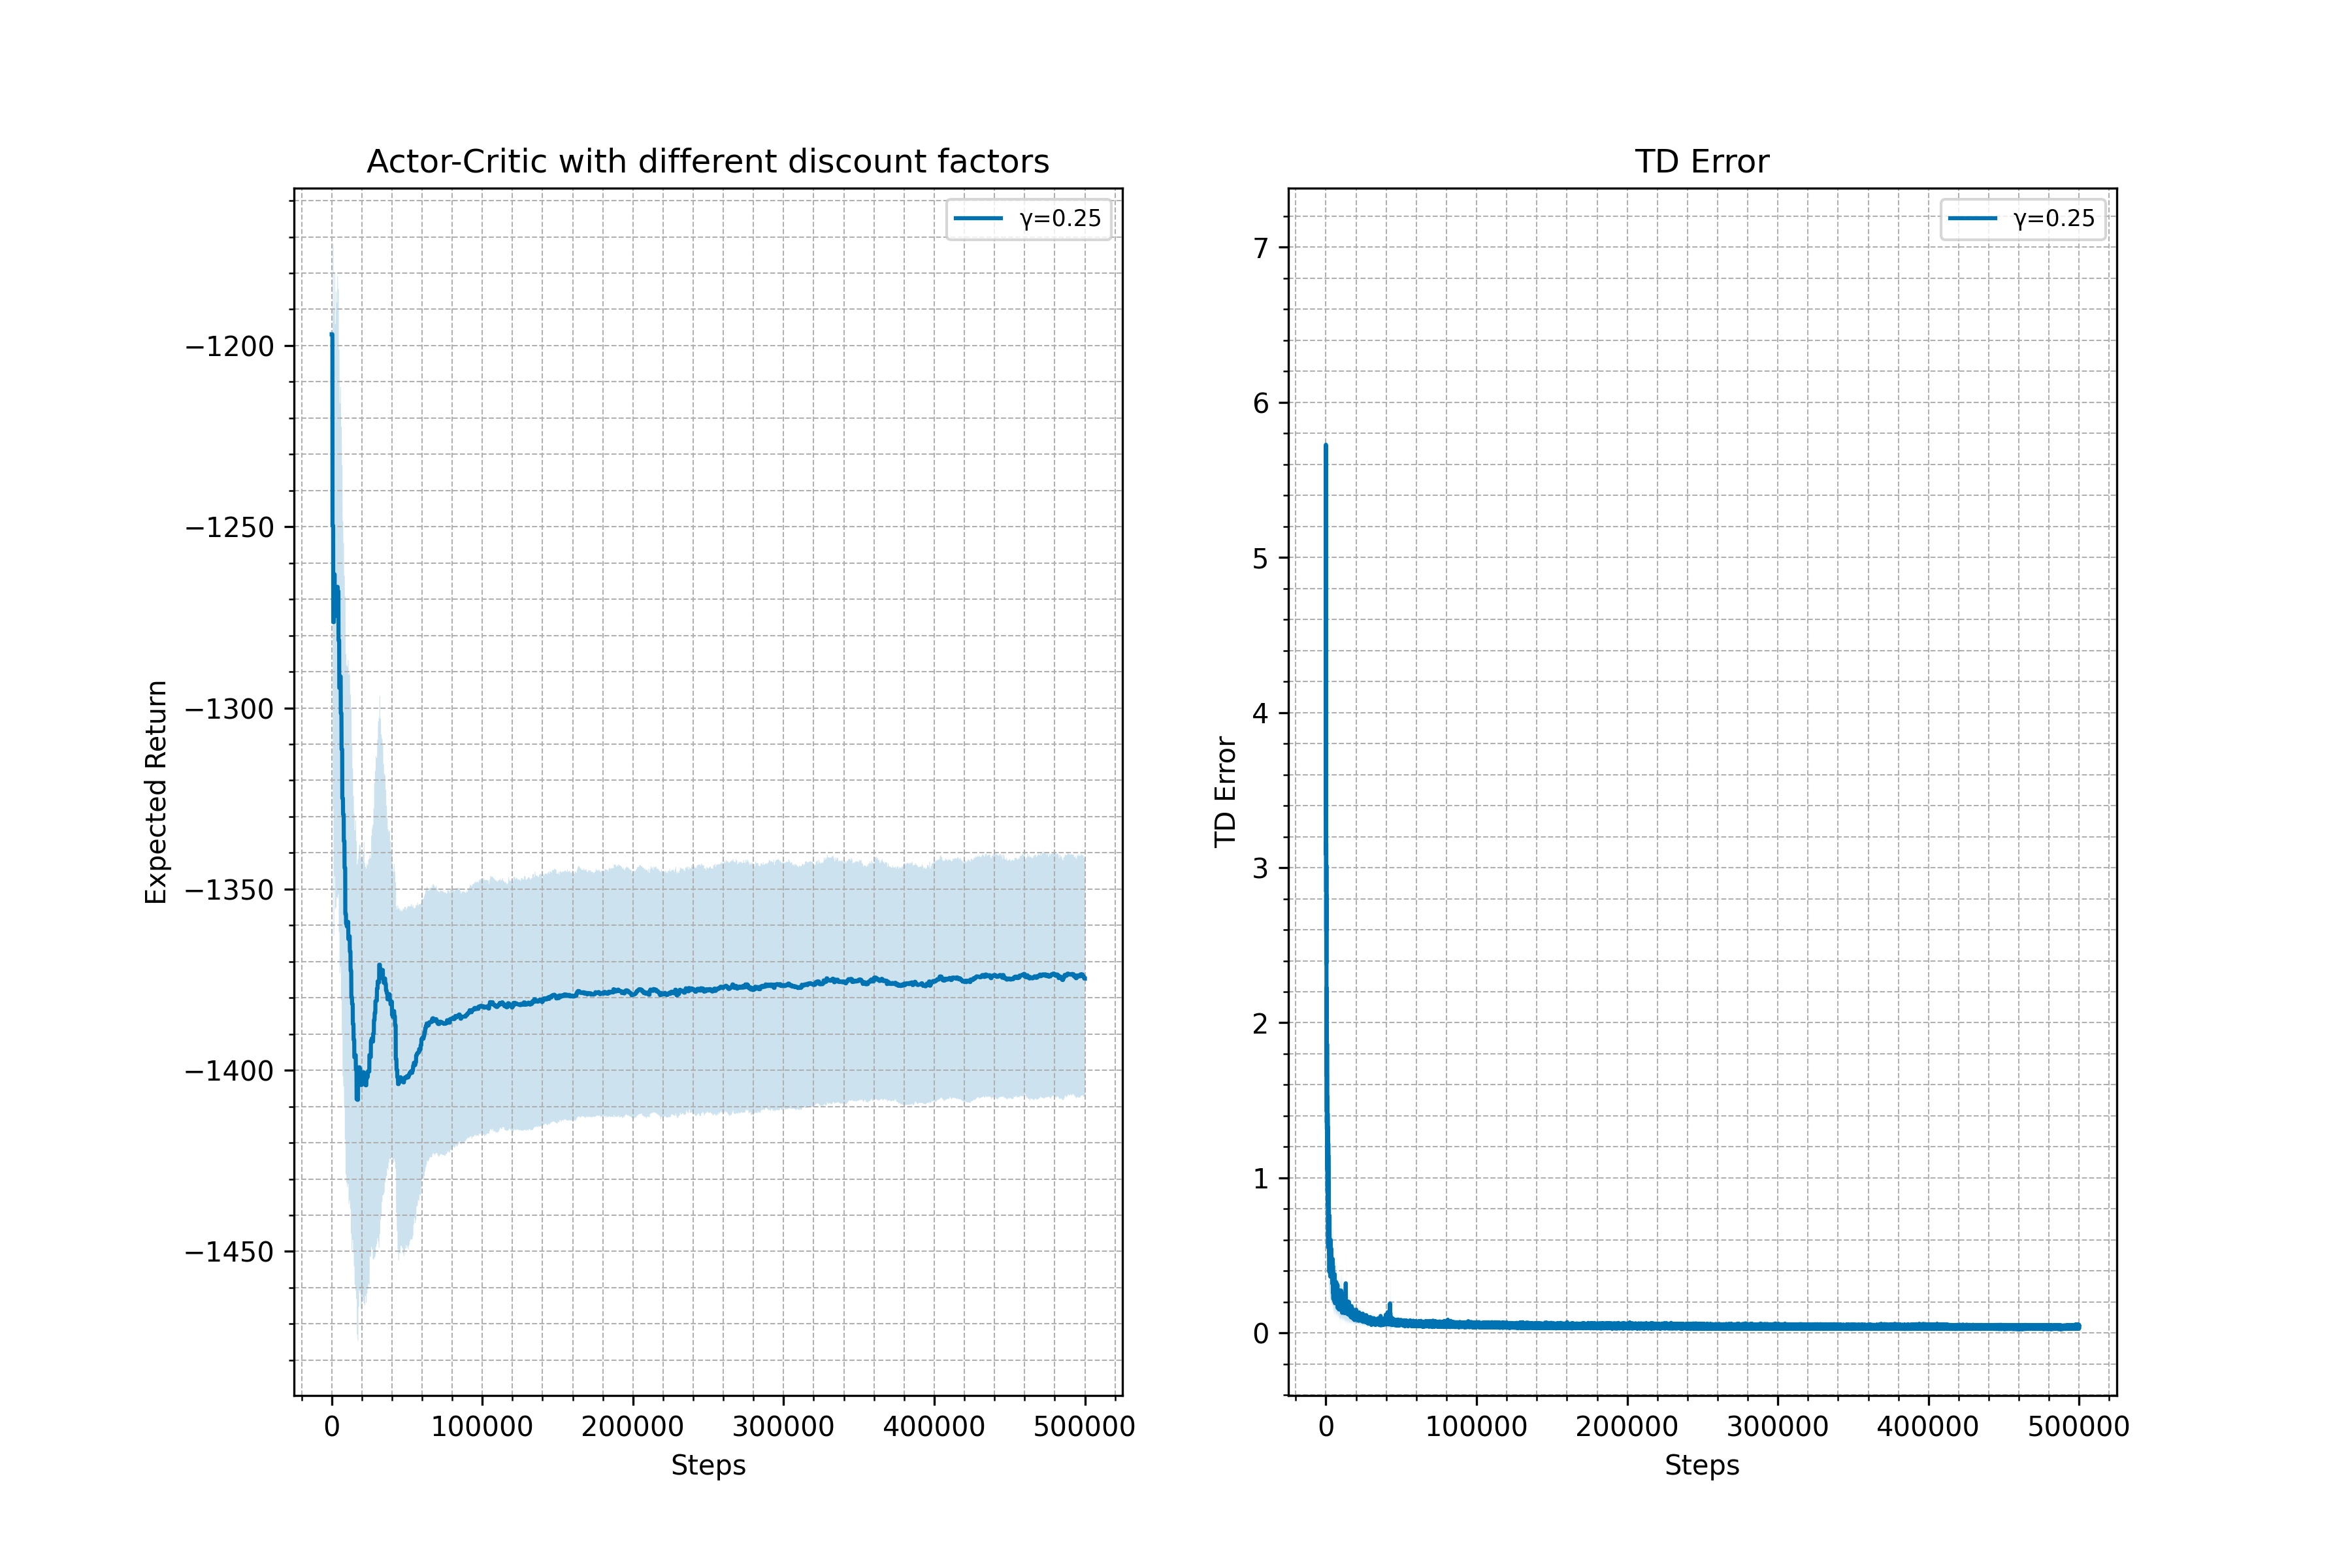 Actor-Critic with different discount factors
γ=0.25
−1200
−1250
−1300
−1350
−1400
−1450
Expected Return
0 100000 200000 300000 400000 500000
Steps
TD Error
γ=0.25
7
6
5
4
3
2
1
0
TD Error
0 100000 200000 300000 400000 500000
Steps